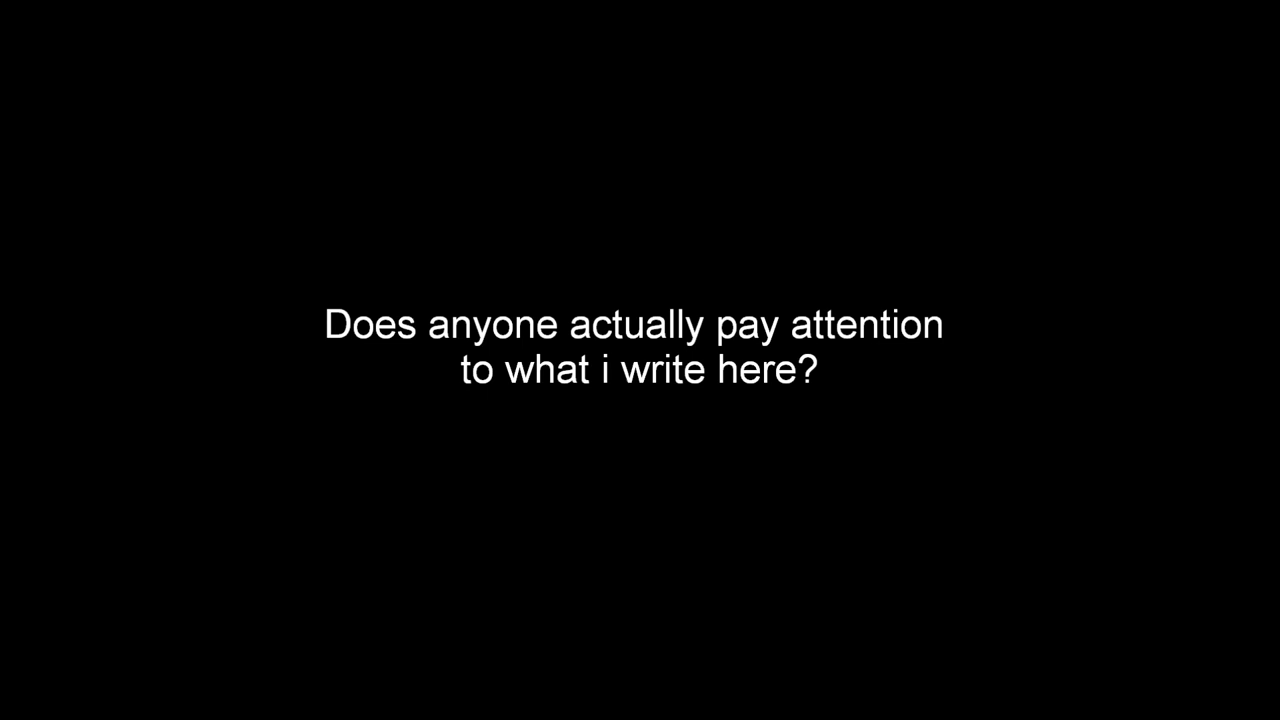 Does anyone actually pay attention
to what i write here?